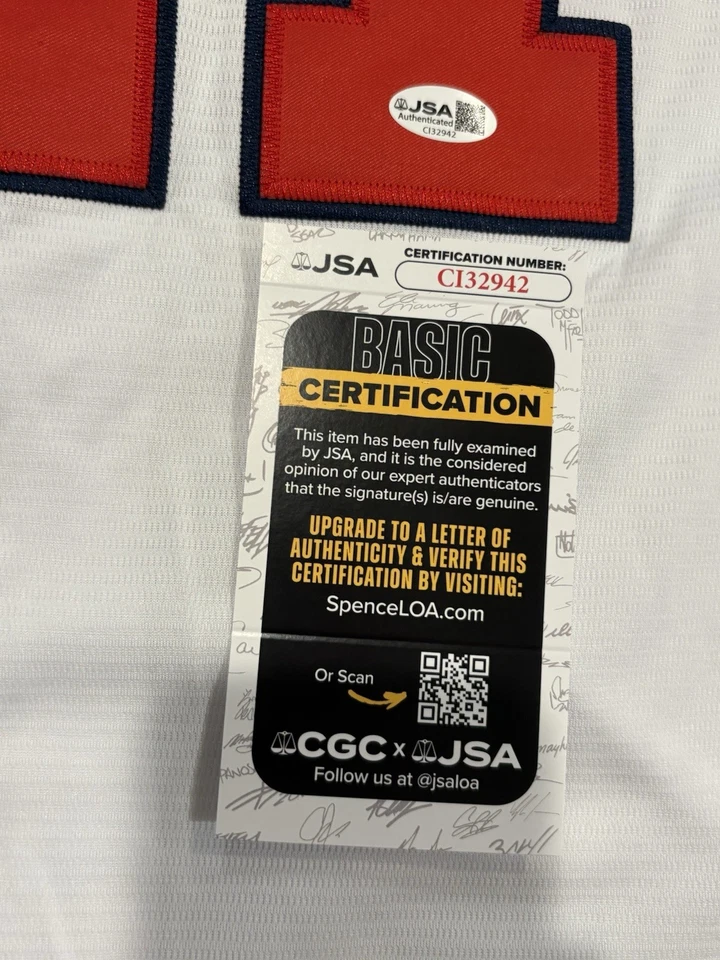 JSA
Authenticated
CI32942
JSA
CERTIFICATION NUMBER:
CI32942
BASIC
CERTIFICATION
This item has been fully examined
by JSA, and it is the considered
opinion of our expert authenticators
that the signature(s) is/are genuine.
UPGRADE TO A LETTER OF
AUTHENTICITY & VERIFY THIS
CERTIFICATION BY VISITING:
SpenceLOA.com
Or Scan
CGC x JSA
Follow us at @jsaloa